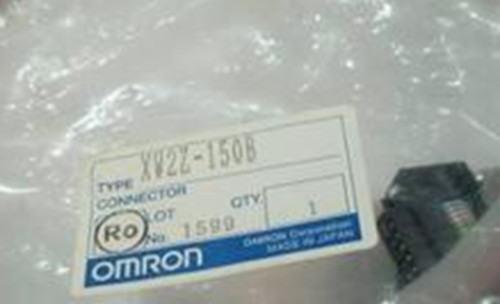 TYPE XW2Z-150B
CONNECTOR
Ro LOT No. 1599 QTY. 1
OMRON
OMRON Corporation
MADE IN JAPAN